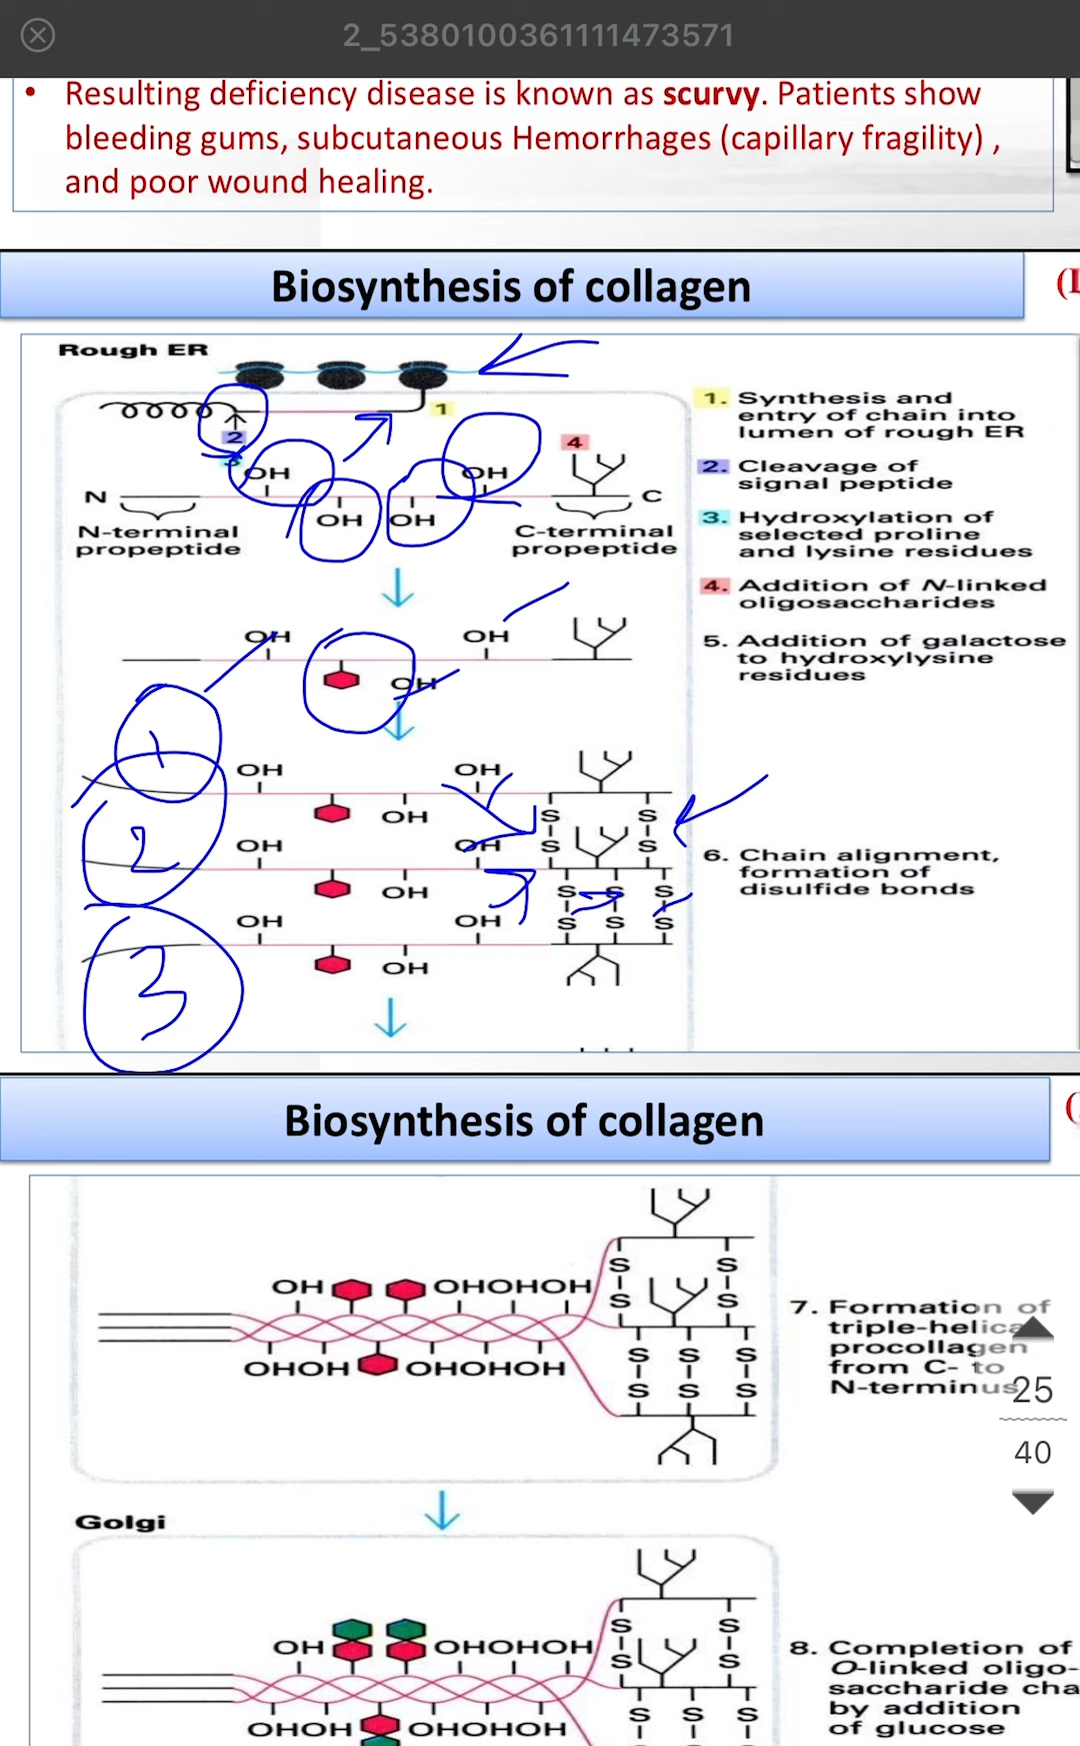 2_5380100361111473571
• Resulting deficiency disease is known as scurvy. Patients show
bleeding gums, subcutaneous Hemorrhages (capillary fragility) ,
and poor wound healing.
Biosynthesis of collagen
Rough ER
1
2
3
4
OH
OH
N
C
OH
OH
N-terminal
propeptide
C-terminal
propeptide
1. Synthesis and
entry of chain into
lumen of rough ER
2. Cleavage of
signal peptide
3. Hydroxylation of
selected proline
and lysine residues
4. Addition of N-linked
oligosaccharides
5. Addition of galactose
to hydroxylysine
residues
OH
OH
OH
1
OH
OH
OH
S
S
S
S
2
OH
OH
OH
S S S
S S S
3
OH
OH
OH
6. Chain alignment,
formation of
disulfide bonds
Biosynthesis of collagen
OH
OHOHOH
OHOH
OHOHOH
S
S
S
S
S S S
S S S
7. Formation of
triple-helica
procollagen
from C- to
N-terminus
25
40
Golgi
OH
OHOHOH
OHOH
OHOHOH
S
S
S
S
S S S
8. Completion of
O-linked oligo-
saccharide cha
by addition
of glucose